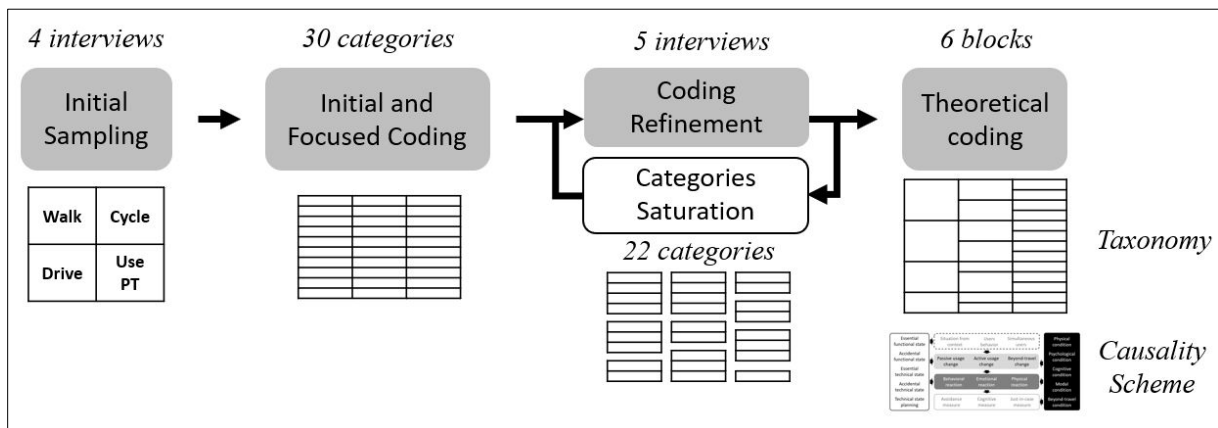 4 interviews
30 categories
5 interviews
6 blocks
Initial
Sampling
Initial and
Focused Coding
Coding
Refinement
Theoretical
coding
Categories
Saturation
22 categories
Walk
Cycle
Drive
Use
PT
Taxonomy
Causality
Scheme
Essential
functional state
Accidental
functional state
Essential
technical state
Accidental
technical state
Technical state
planning
Situation from
context
Users
behavior
Simultaneous
users
Passive usage
change
Active usage
change
Beyond-travel
change
Behavioral
reaction
Emotional
reaction
Physical
reaction
Avoidance
measure
Cognitive
measure
Just-in-case
measure
Physical
condition
Psychological
condition
Cognitive
condition
Modal
condition
Beyond-travel
condition